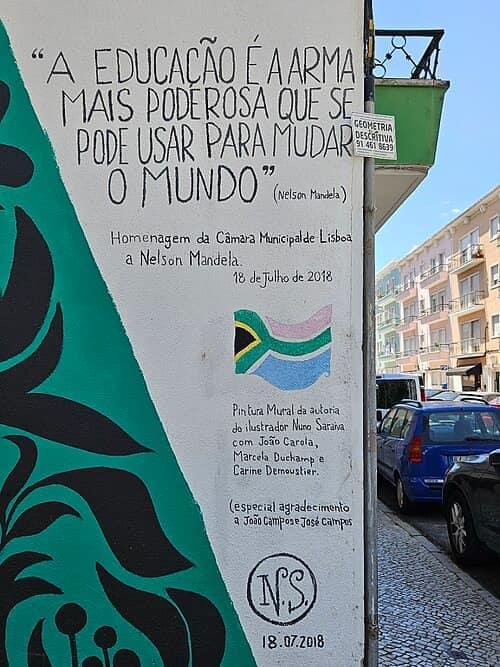 “A EDUCAÇÃO É A ARMA
MAIS PODEROSA QUE SE
PODE USAR PARA MUDAR
O MUNDO” (Nelson Mandela)
GEOMETRIA
DESCRITIVA
91 461 8639
Homenagem da Câmara Municipal de Lisboa
a Nelson Mandela.
18 de Julho de 2018
Pintura Mural da autoria
do ilustrador Nuno Saraiva
com João Carola,
Marcela Duchamp e
Carine Demoustier.
(especial agradecimento
a João Campos e José Campos
N.S.
18.07.2018